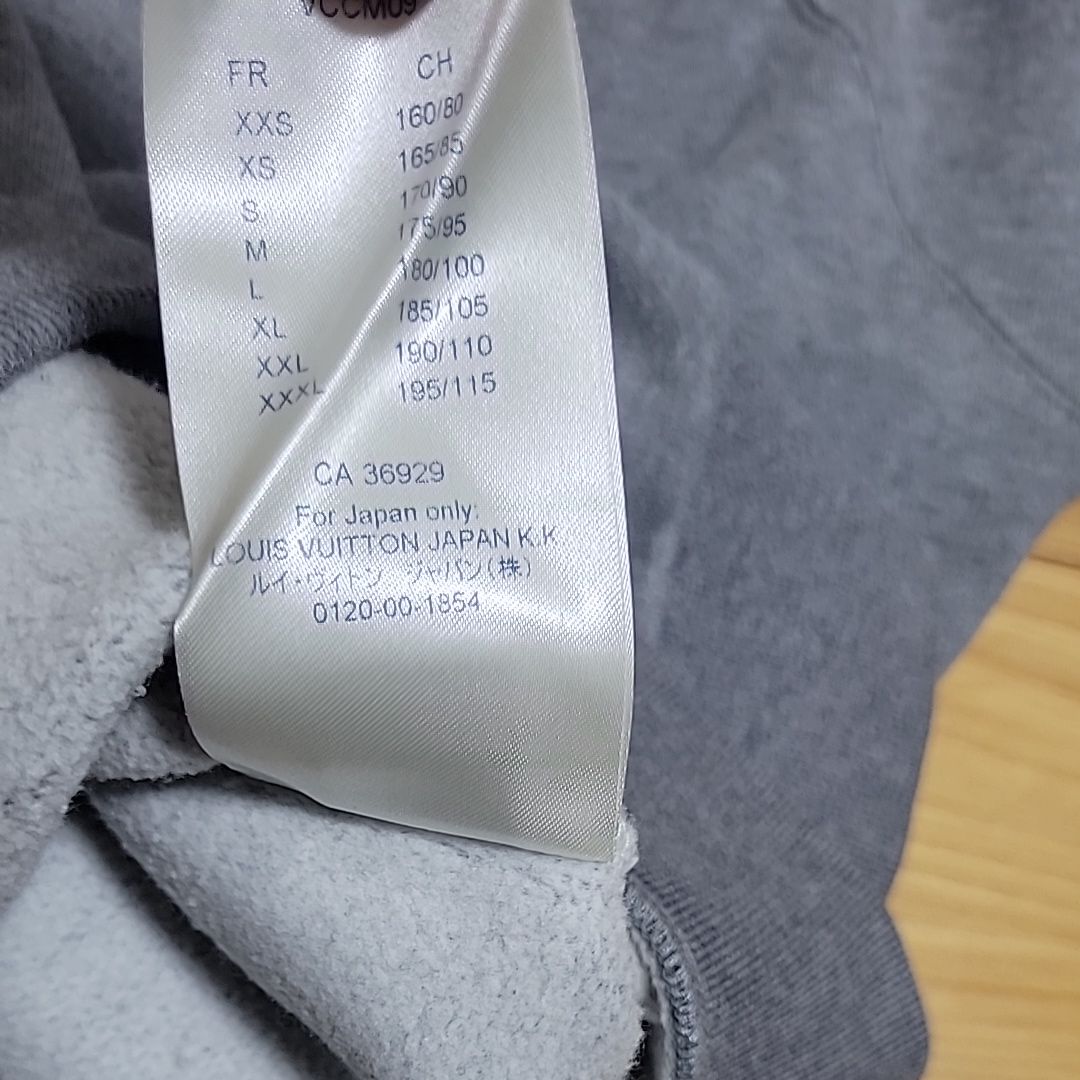 VCCM09
FR CH
XXS 160/80
XS 165/85
S 170/90
M 175/95
L 180/100
XL 185/105
XXL 190/110
XXXL 195/115
CA 36929
For Japan only:
LOUIS VUITTON JAPAN K.K
ルイ・ヴィトン ジャパン(株)
0120-00-1854